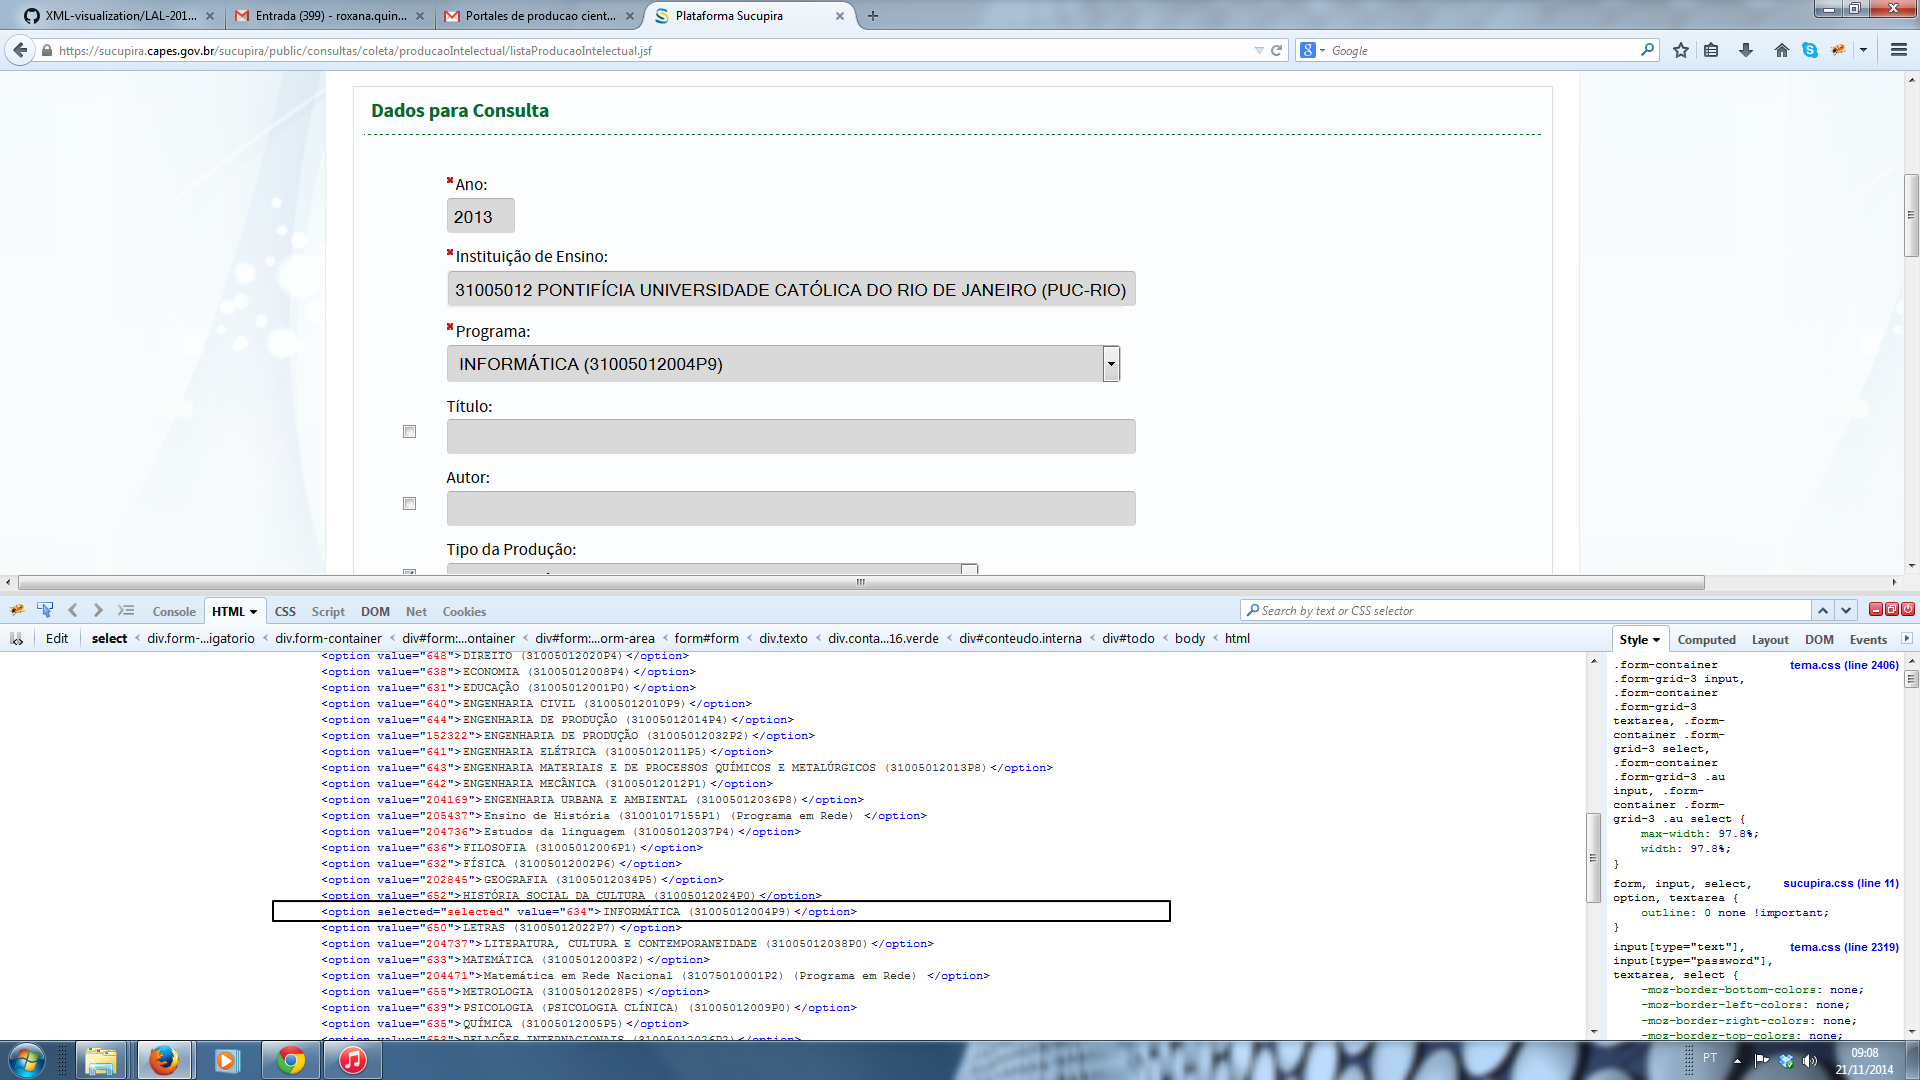 XML-visualization/LAL-201...
Entrada (399) - roxana.quin...
Portales de producao cient...
Plataforma Sucupira
https://sucupira.capes.gov.br/sucupira/public/consultas/coleta/producaoIntelectual/listaProducaoIntelectual.jsf
Google
Dados para Consulta
Ano:
2013
Instituição de Ensino:
31005012 PONTIFÍCIA UNIVERSIDADE CATÓLICA DO RIO DE JANEIRO (PUC-RIO)
Programa:
INFORMÁTICA (31005012004P9)
Título:
Autor:
Tipo da Produção:
Console HTML CSS Script DOM Net Cookies
Search by text or CSS selector
Edit select < div.form-...igatorio < div.form-container < div#form:...ontainer < div#form:...orm-area < form#form < div.texto < div.conta...16.verde < div#conteudo.interna < div#todo < body < html
Style Computed Layout DOM Events
<option value="648">DIREITO (31005012020P4)</option>
<option value="638">ECONOMIA (31005012008P4)</option>
<option value="631">EDUCAÇÃO (31005012001P0)</option>
<option value="640">ENGENHARIA CIVIL (31005012010P9)</option>
<option value="644">ENGENHARIA DE PRODUÇÃO (31005012014P4)</option>
<option value="152322">ENGENHARIA DE PRODUÇÃO (31005012032P2)</option>
<option value="641">ENGENHARIA ELÉTRICA (31005012011P5)</option>
<option value="643">ENGENHARIA MATERIAIS E DE PROCESSOS QUÍMICOS E METALÚRGICOS (31005012013P8)</option>
<option value="642">ENGENHARIA MECÂNICA (31005012012P1)</option>
<option value="204169">ENGENHARIA URBANA E AMBIENTAL (31005012036P8)</option>
<option value="205437">Ensino de História (31001017155P1) (Programa em Rede) </option>
<option value="204736">Estudos da linguagem (31005012037P4)</option>
<option value="636">FILOSOFIA (31005012006P1)</option>
<option value="632">FÍSICA (31005012002P6)</option>
<option value="202845">GEOGRAFIA (31005012034P5)</option>
<option value="652">HISTÓRIA SOCIAL DA CULTURA (31005012024P0)</option>
<option selected="selected" value="634">INFORMÁTICA (31005012004P9)</option>
<option value="650">LETRAS (31005012022P7)</option>
<option value="204737">LITERATURA, CULTURA E CONTEMPORANEIDADE (31005012038P0)</option>
<option value="633">MATEMÁTICA (31005012003P2)</option>
<option value="204471">Matemática em Rede Nacional (31075010001P2) (Programa em Rede) </option>
<option value="655">METROLOGIA (31005012028P5)</option>
<option value="639">PSICOLOGIA (PSICOLOGIA CLÍNICA) (31005012009P0)</option>
<option value="635">QUÍMICA (31005012005P5)</option>
<option value="653">RELAÇÕES INTERNACIONAIS (31005012026P2)</option>
.form-container tema.css (line 2406)
.form-grid-3 input,
.form-container
.form-grid-3
textarea, .form-
container .form-
grid-3 select,
.form-container
.form-grid-3 .au
input, .form-
container .form-
grid-3 .au select {
max-width: 97.8%;
width: 97.8%;
}
form, input, select, sucupira.css (line 11)
option, textarea {
outline: 0 none !important;
}
input[type="text"], tema.css (line 2319)
input[type="password"],
textarea, select {
-moz-border-bottom-colors: none;
-moz-border-left-colors: none;
-moz-border-right-colors: none;
-moz-border-top-colors: none;
PT
09:08
21/11/2014